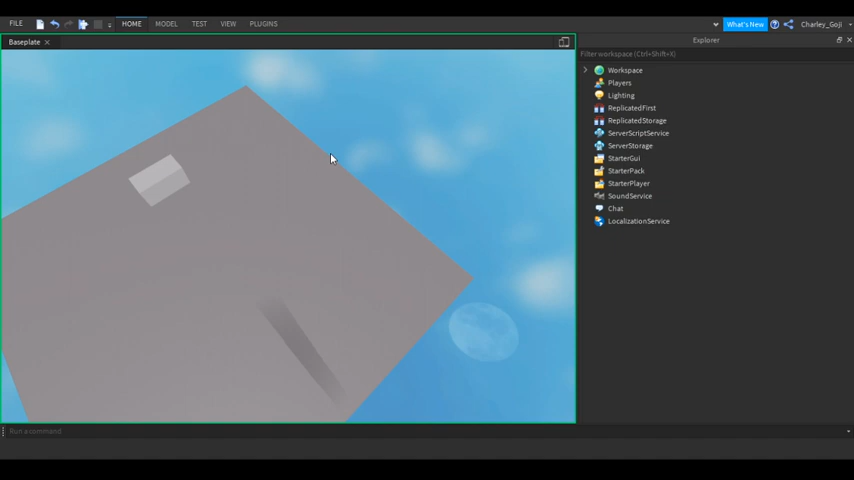 FILE HOME MODEL TEST VIEW PLUGINS What's New Charley_Goji
Baseplate
Explorer
Filter workspace (Ctrl+Shift+X)
Workspace
Players
Lighting
ReplicatedFirst
ReplicatedStorage
ServerScriptService
ServerStorage
StarterGui
StarterPack
StarterPlayer
SoundService
Chat
LocalizationService
Run a command